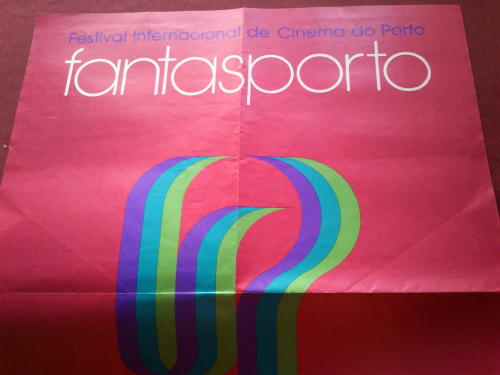 Festival Internacional de Cinema do Porto
fantasporto